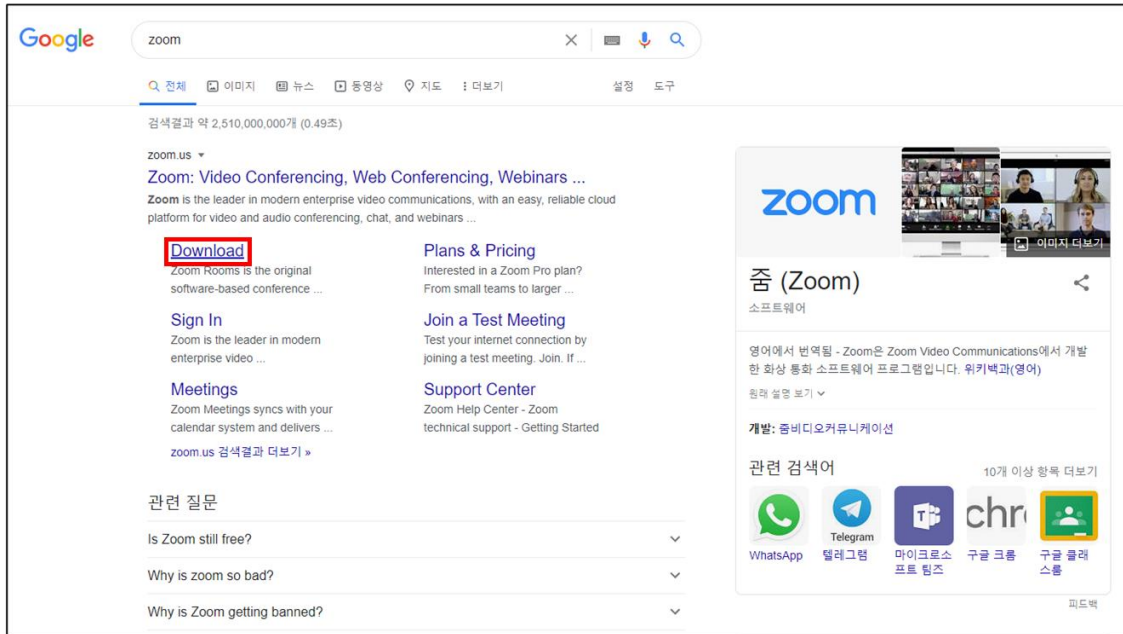 Google
zoom
전체 이미지 뉴스 동영상 지도 더보기 설정 도구
검색결과 약 2,510,000,000개 (0.49초)
zoom.us
Zoom: Video Conferencing, Web Conferencing, Webinars ...
Zoom is the leader in modern enterprise video communications, with an easy, reliable cloud
platform for video and audio conferencing, chat, and webinars ...
Download
Zoom Rooms is the original
software-based conference ...
Plans & Pricing
Interested in a Zoom Pro plan?
From small teams to larger ...
Sign In
Zoom is the leader in modern
enterprise video ...
Join a Test Meeting
Test your internet connection by
joining a test meeting. Join. If ...
Meetings
Zoom Meetings syncs with your
calendar system and delivers ...
Support Center
Zoom Help Center - Zoom
technical support - Getting Started
zoom.us 검색결과 더보기 »
관련 질문
Is Zoom still free?
Why is zoom so bad?
Why is Zoom getting banned?
zoom
이미지 더보기
줌 (Zoom)
소프트웨어
영어에서 번역됨 - Zoom은 Zoom Video Communications에서 개발
한 화상 통화 소프트웨어 프로그램입니다. 위키백과(영어)
원래 설명 보기
개발: 줌비디오커뮤니케이션
관련 검색어
10개 이상 항목 더보기
Telegram
chr
WhatsApp
텔레그램
마이크로소
프트 팀즈
구글 크롬
구글 클래
스룸
피드백